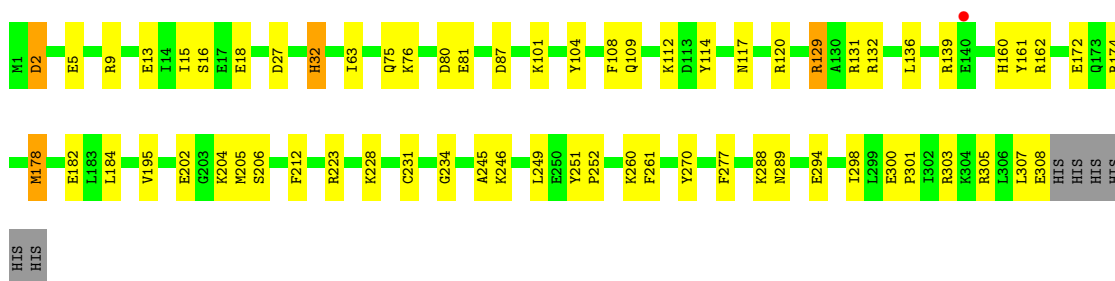 M1 D2 E5 R9 E13 I14 I15 S16 E17 E18 D27 H32 I63 Q75 K76 D80 E81 D87 K101 Y104 F108 Q109 K112 D113 Y114 N117 R120 R129 A130 R131 R132 L136 R139 E140 H160 Y161 R162 E172 Q173
M178 E182 L183 L184 V195 E202 G203 K204 M205 S206 F212 R223 K228 C231 G234 A245 K246 L249 E250 Y251 P252 K260 F261 Y270 F277 K288 N289 E294 I298 L299 E300 P301 I302 R303 K304 R305 L306 L307 E308 HIS HIS HIS HIS
HIS HIS